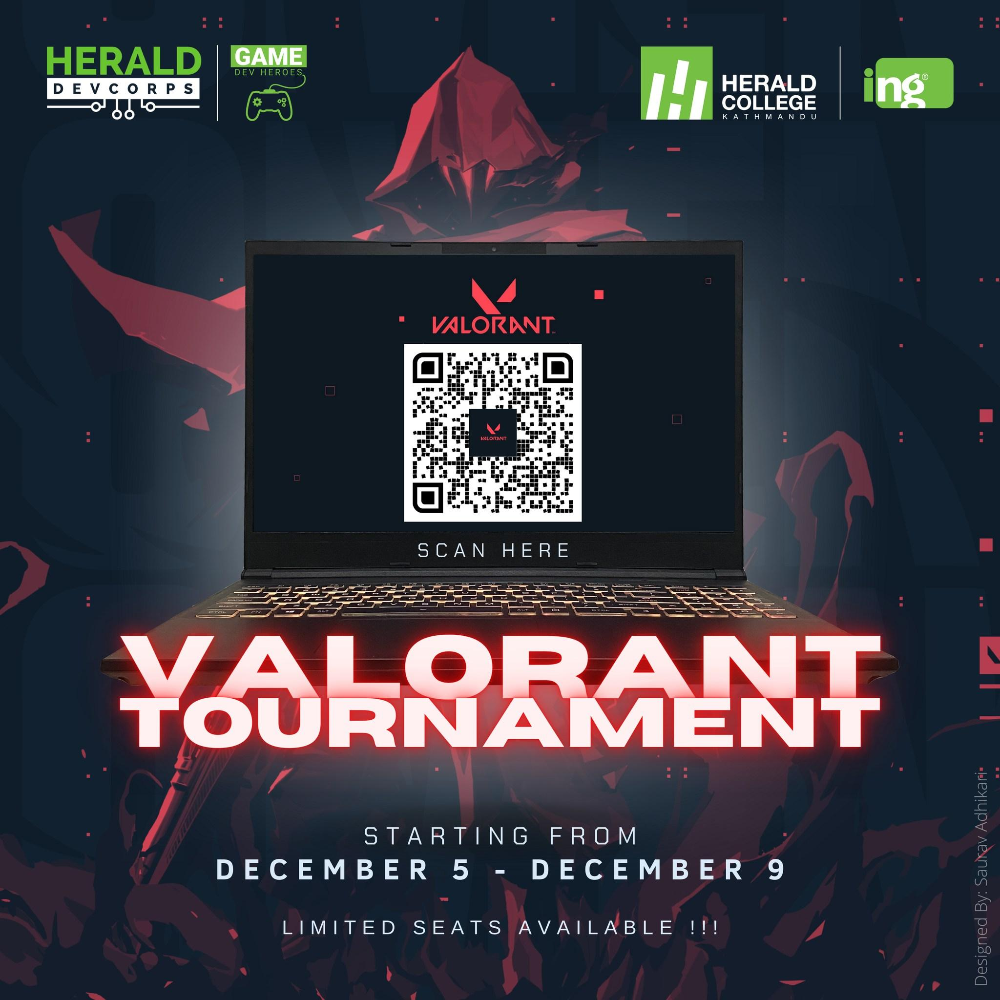 HERALD
DEVCORPS
GAME
DEV HEROES
HERALD
COLLEGE
KATHMANDU
ing®
VALORANT
VALORANT
SCAN HERE
VALORANT
TOURNAMENT
STARTING FROM
DECEMBER 5 - DECEMBER 9
LIMITED SEATS AVAILABLE !!!
Designed By: Saurav Adhikari